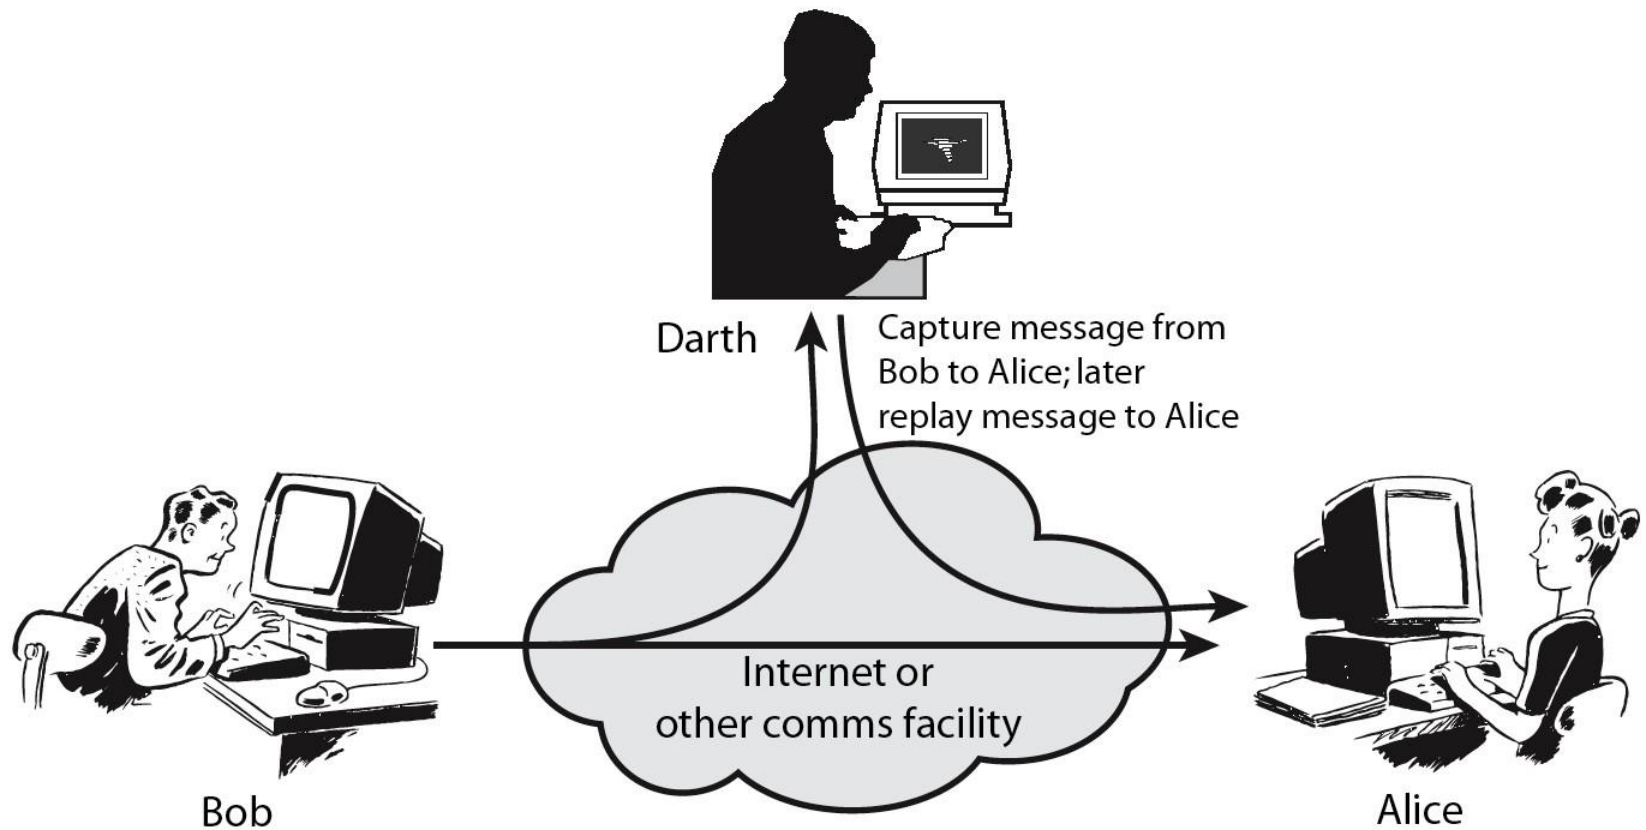 Darth
Capture message from
Bob to Alice; later
replay message to Alice
Internet or
other comms facility
Bob
Alice